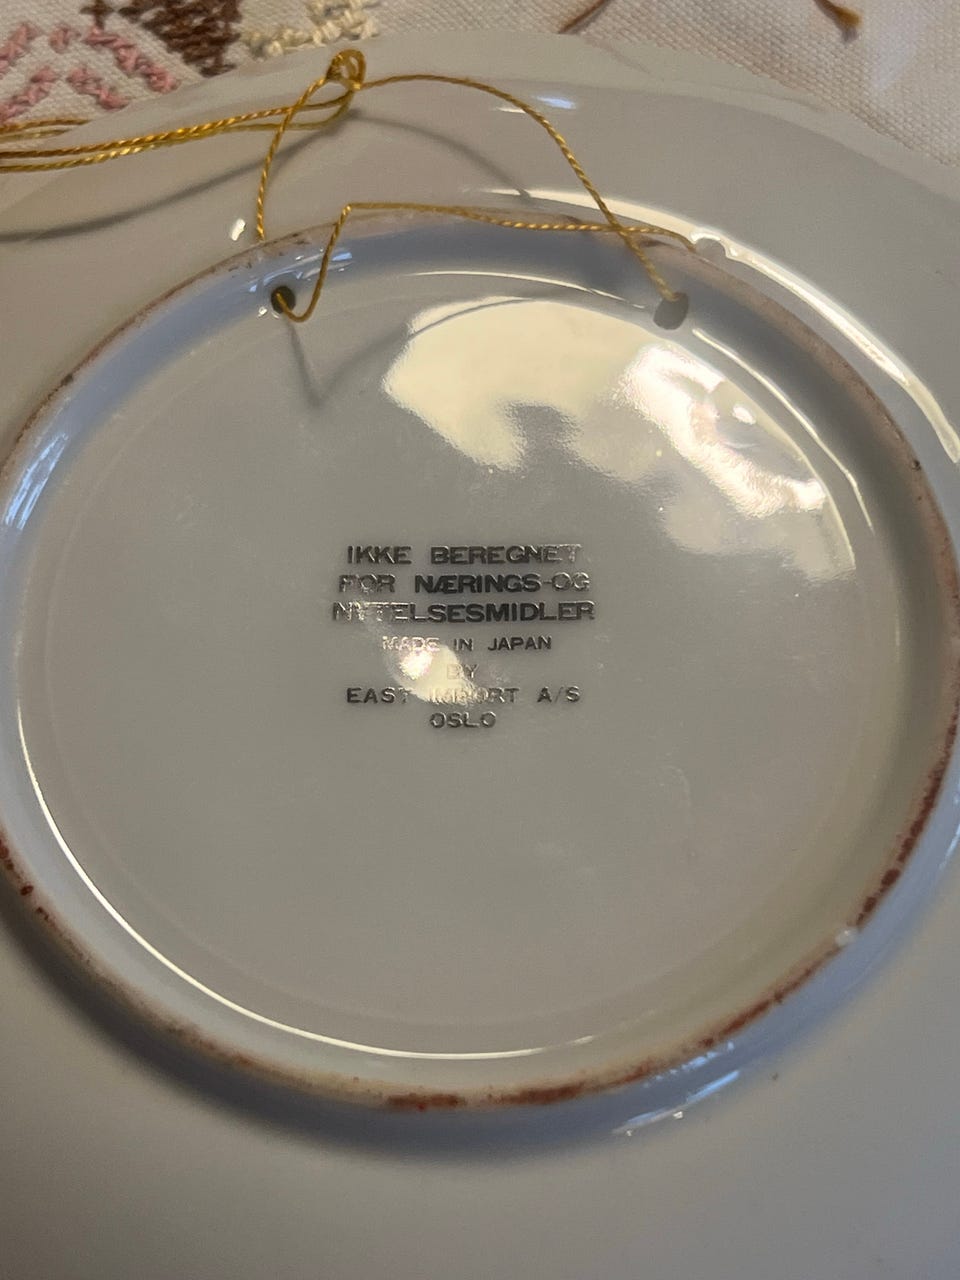 IKKE BEREGNET
FOR NÆRINGS-OG
NYTELSESMIDLER
MADE IN JAPAN
BY
EAST IMPORT A/S
OSLO